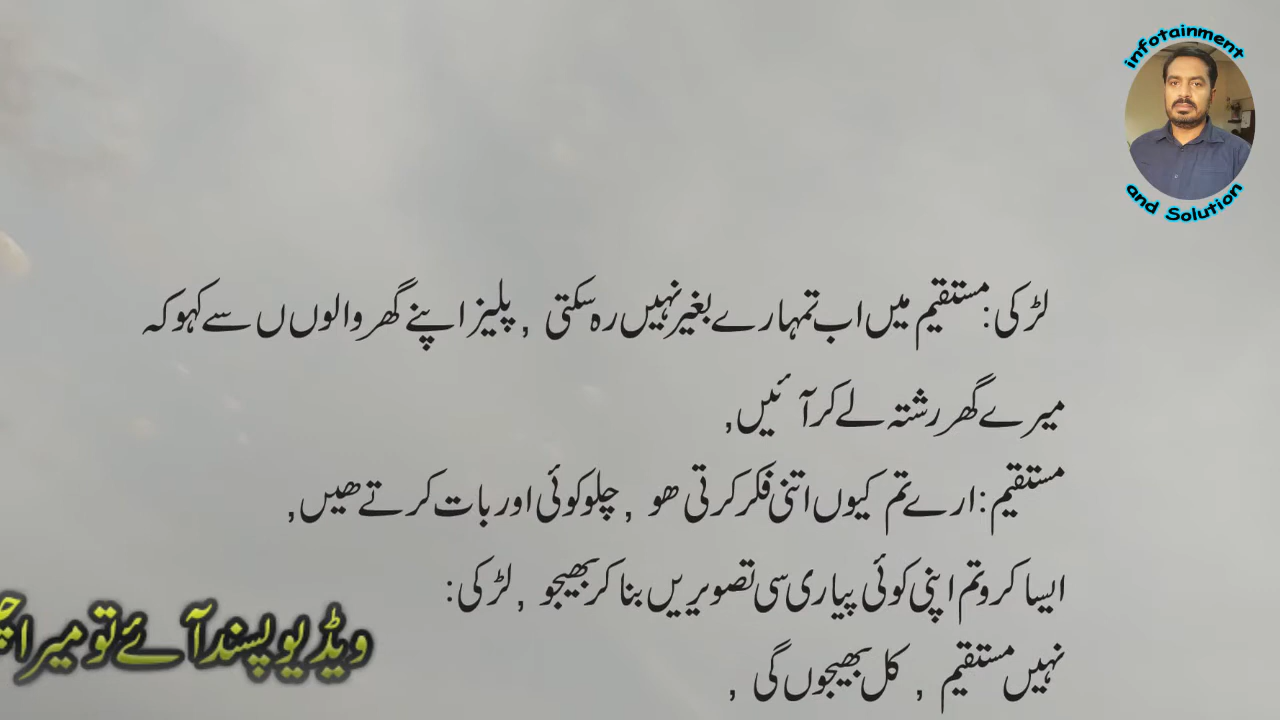 infotainment
and Solution
لڑکی: مستقیم میں اب تمہارے بغیر نہیں رہ سکتی , پلیز اپنے گھر والوں ں سے کہو کہ
میرے گھر رشتہ لے کر آئیں,
مستقیم: ارے تم کیوں اتنی فکر کرتی ھو , چلو کوئی اور بات کرتے ھیں,
ایسا کرو تم اپنی کوئی پیاری سی تصویریں بنا کر بھیجو , لڑکی:
نہیں مستقیم , کل بھیجوں گی ,
ویڈیو پسند آئے تو میرا